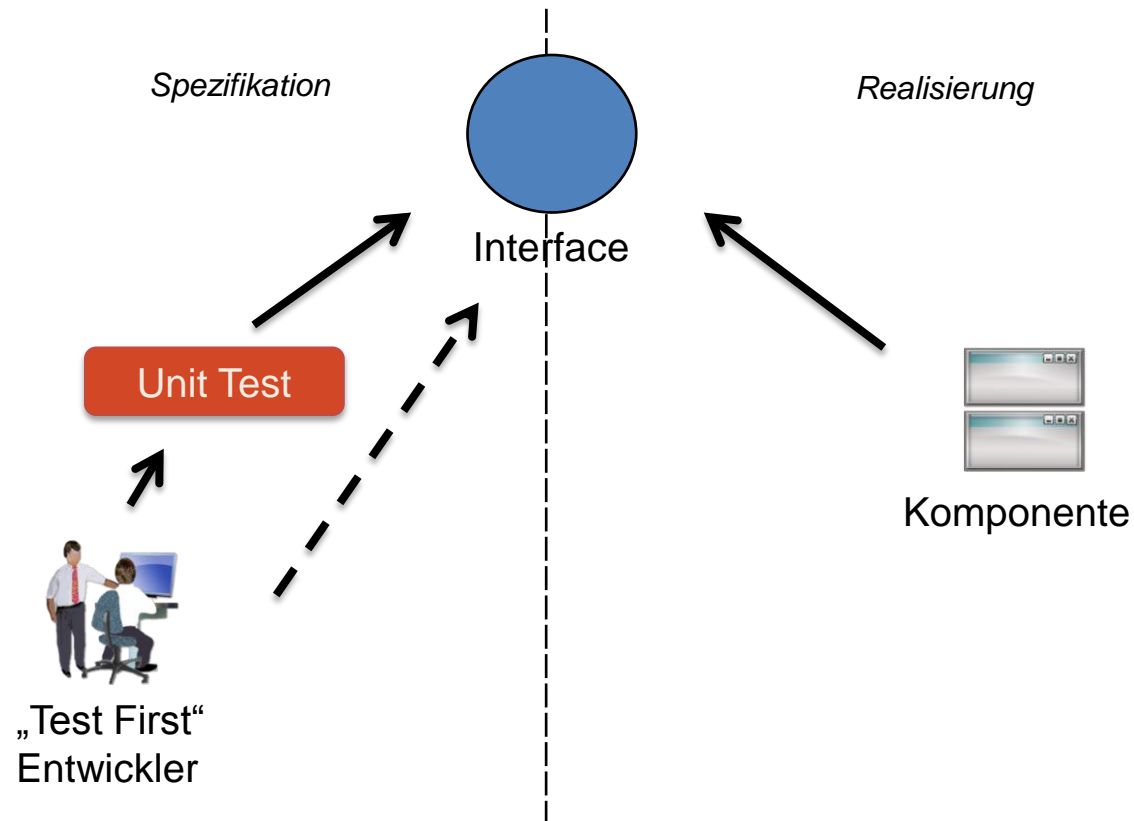 Spezifikation
Realisierung
Interface
Unit Test
Komponente
„Test First“
Entwickler